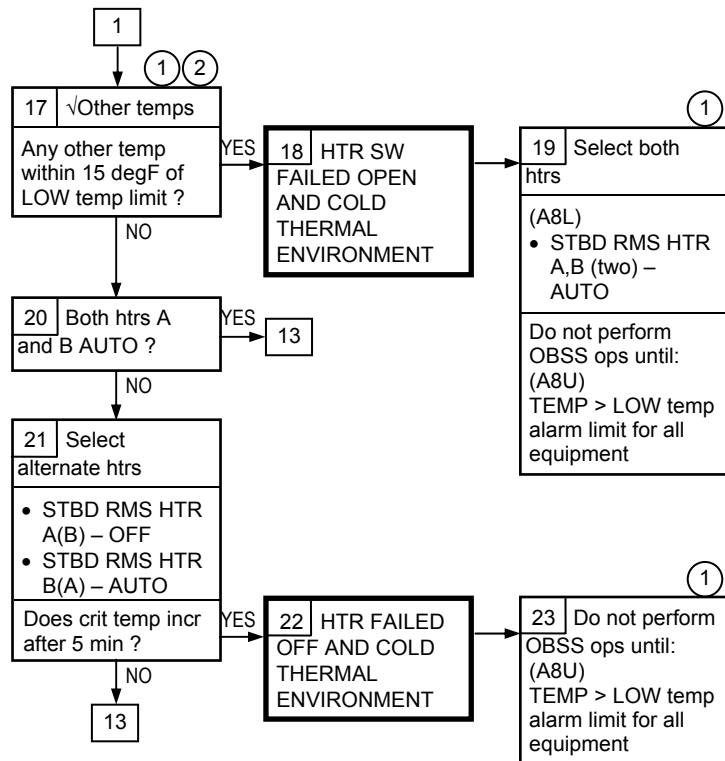 1
1 2
17 √Other temps
Any other temp
within 15 degF of
LOW temp limit ?
YES
NO
18 HTR SW
FAILED OPEN
AND COLD
THERMAL
ENVIRONMENT
1
19 Select both
htrs
(A8L)
• STBD RMS HTR
A,B (two) –
AUTO
Do not perform
OBSS ops until:
(A8U)
TEMP > LOW temp
alarm limit for all
equipment
20 Both htrs A
and B AUTO ?
YES
13
NO
21 Select
alternate htrs
• STBD RMS HTR
A(B) – OFF
• STBD RMS HTR
B(A) – AUTO
Does crit temp incr
after 5 min ?
YES
NO
13
22 HTR FAILED
OFF AND COLD
THERMAL
ENVIRONMENT
1
23 Do not perform
OBSS ops until:
(A8U)
TEMP > LOW temp
alarm limit for all
equipment